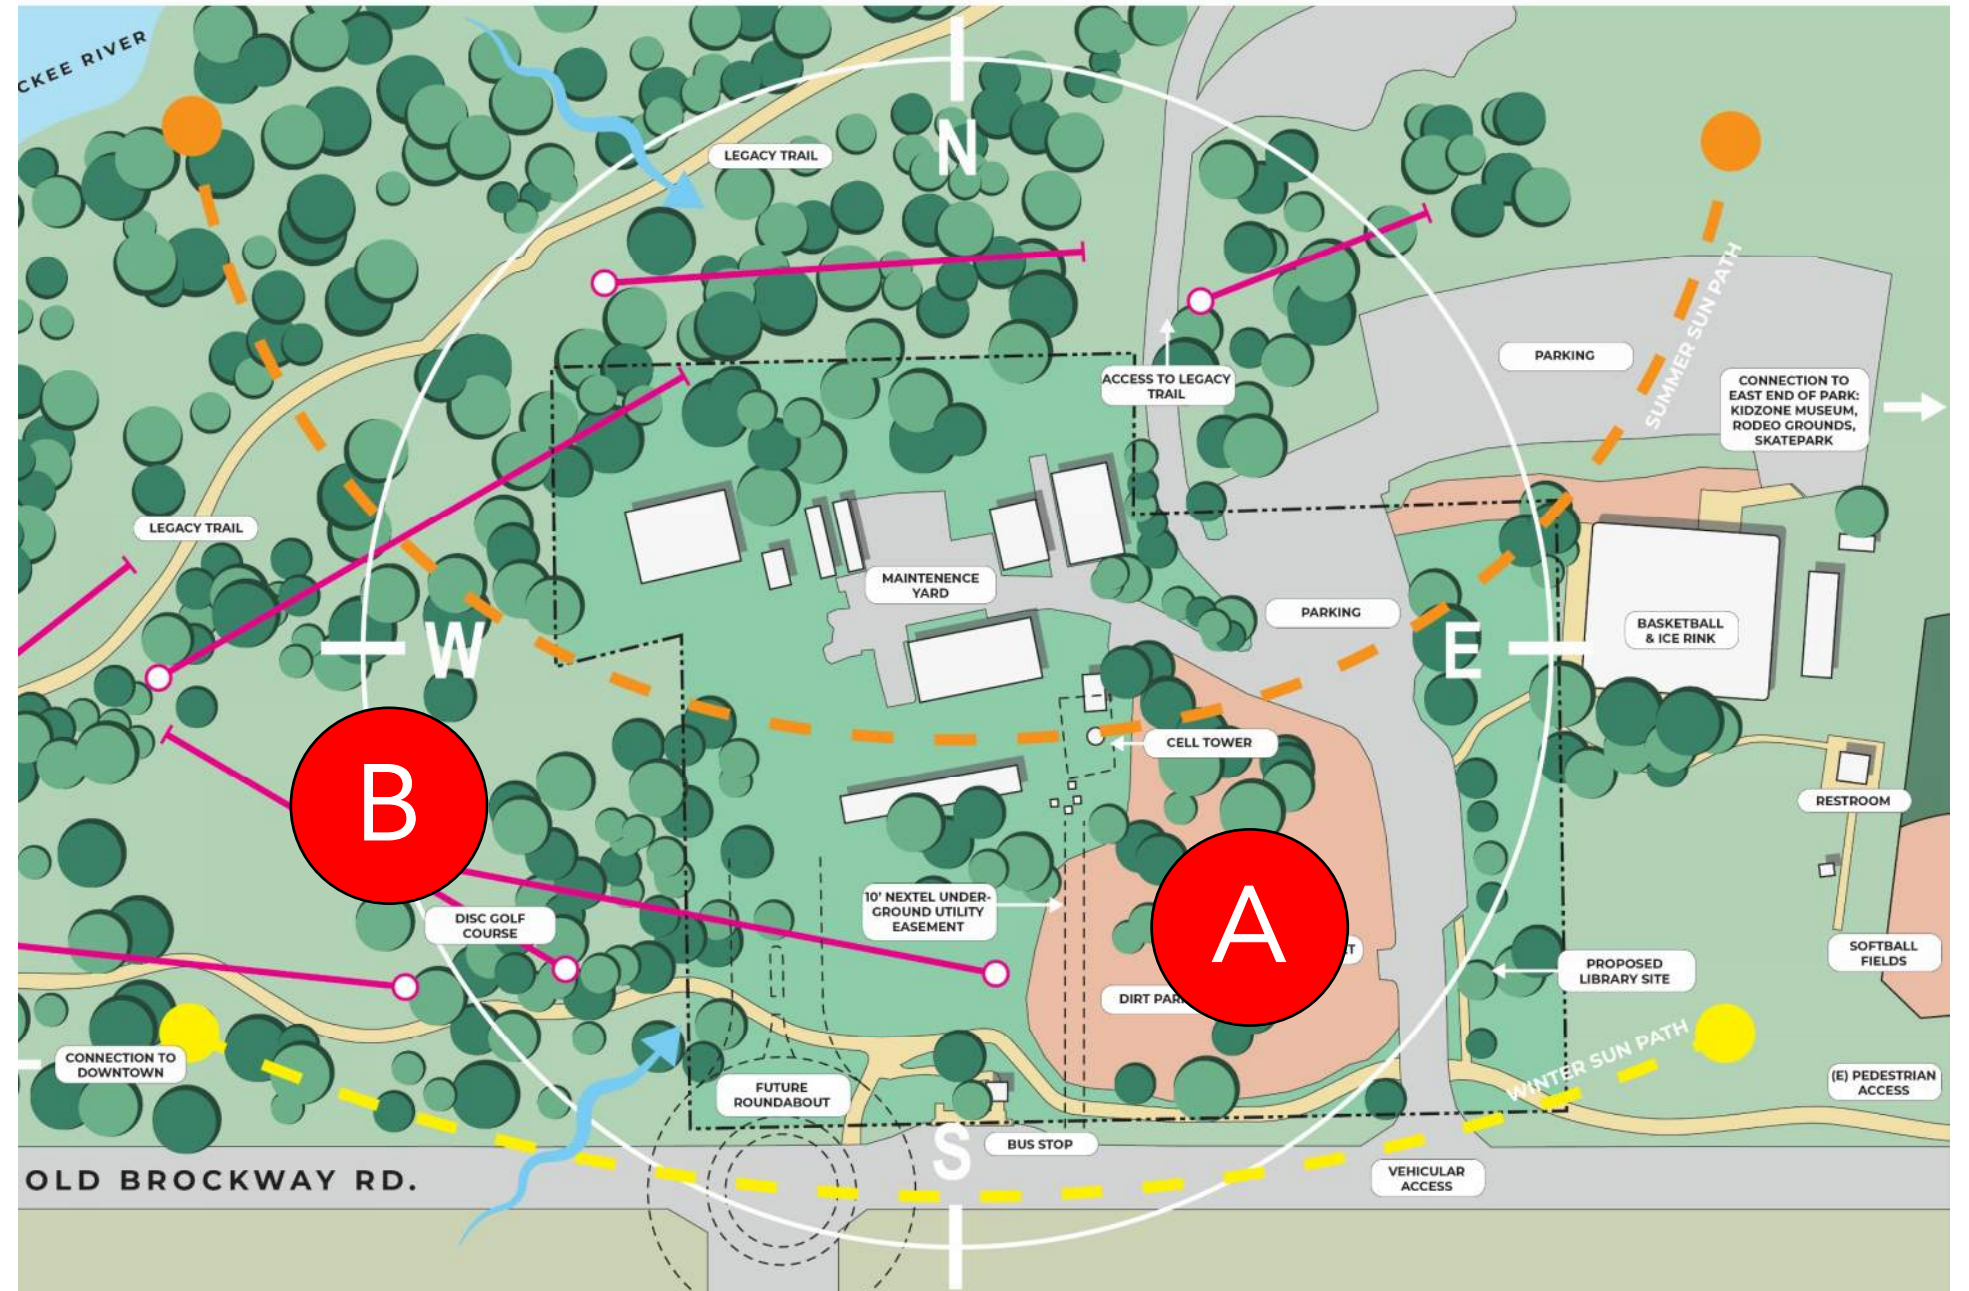 CKEE RIVER
N
LEGACY TRAIL
SUMMER SUN PATH
PARKING
ACCESS TO LEGACY
TRAIL
CONNECTION TO
EAST END OF PARK:
KIDZONE MUSEUM,
RODEO GROUNDS,
SKATEPARK
LEGACY TRAIL
MAINTENENCE
YARD
PARKING
BASKETBALL
& ICE RINK
W
E
CELL TOWER
B
RESTROOM
10' NEXTEL UNDER-
GROUND UTILITY
EASEMENT
A
DISC GOLF
COURSE
SOFTBALL
FIELDS
PROPOSED
LIBRARY SITE
DIRT
WINTER SUN PATH
CONNECTION TO
DOWNTOWN
FUTURE
ROUNDABOUT
(E) PEDESTRIAN
ACCESS
S
BUS STOP
OLD BROCKWAY RD.
VEHICULAR
ACCESS